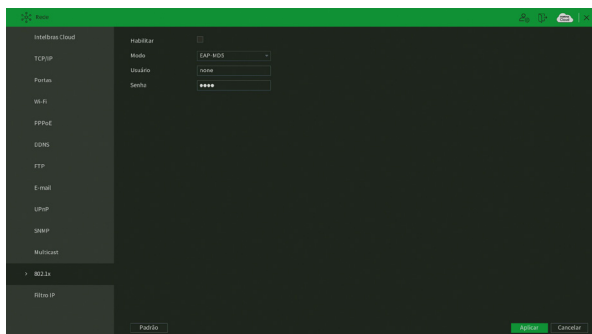 Rede
Intelbras Cloud
TCP/IP
Portas
Wi-Fi
PPPoE
DDNS
FTP
E-mail
UPnP
SNMP
Multicast
802.1x
Filtro IP
Habilitar
Modo EAP-MD5
Usuário none
Senha ••••
Padrão Aplicar Cancelar